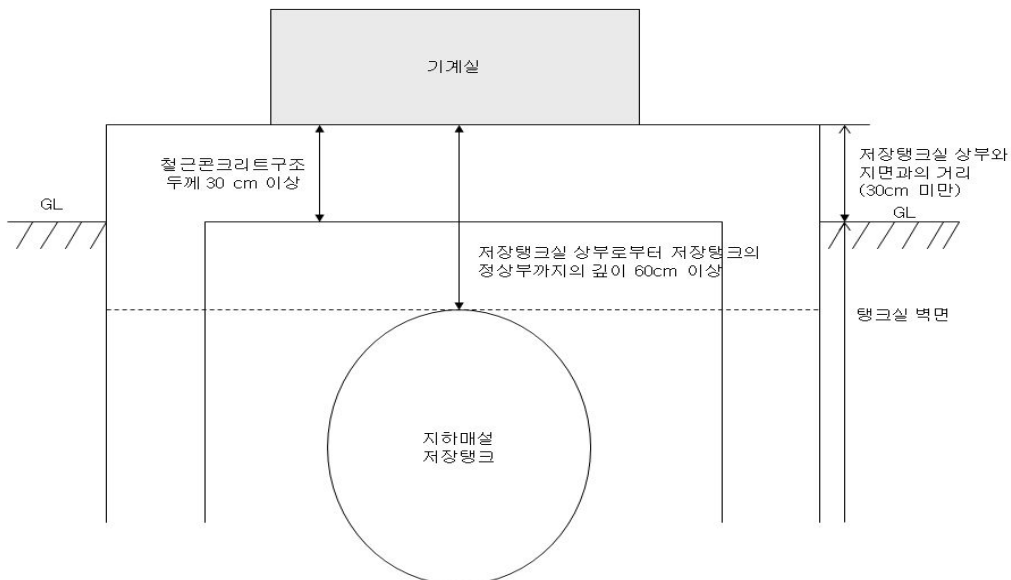 기계실
철근콘크리트구조
두께 30 cm 이상
저장탱크실 상부와
지면과의 거리
(30cm 미만)
GL
GL
저장탱크실 상부로부터 저장탱크의
정상부까지의 깊이 60cm 이상
탱크실 벽면
지하매설
저장탱크